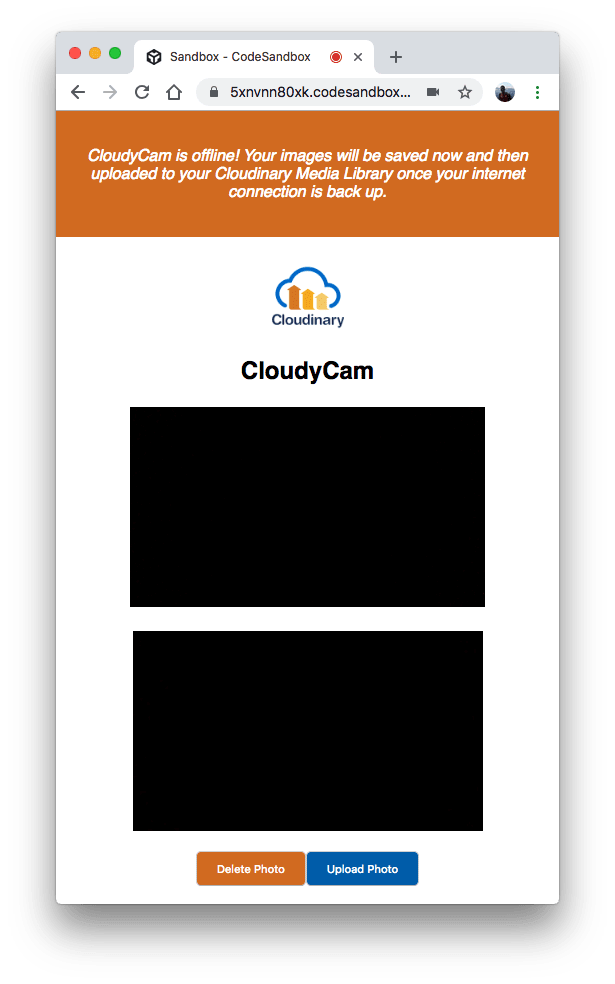 Sandbox - CodeSandbox
5xnvnn80xk.codesandbox...
CloudyCam is offline! Your images will be saved now and then
uploaded to your Cloudinary Media Library once your internet
connection is back up.
Cloudinary
CloudyCam
Delete Photo
Upload Photo